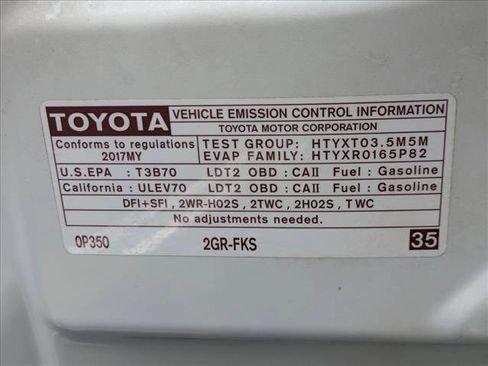 TOYOTA VEHICLE EMISSION CONTROL INFORMATION
TOYOTA MOTOR CORPORATION
Conforms to regulations
2017MY
TEST GROUP: HTYXT03.5M5M
EVAP FAMILY: HTYXR0165P82
U.S.EPA : T3B70 LDT2 OBD : CAII Fuel : Gasoline
California : ULEV70 LDT2 OBD : CAII Fuel : Gasoline
DFI+SFI , 2WR-HO2S , 2TWC , 2HO2S , TWC
No adjustments needed.
0P350 2GR-FKS 35